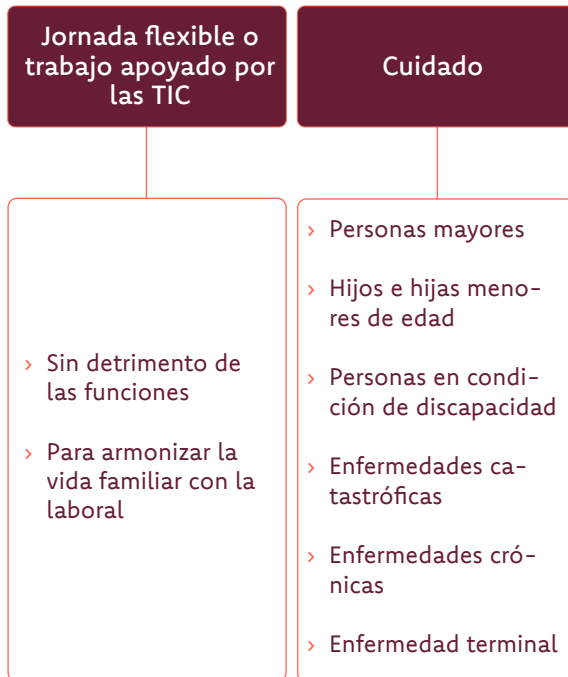 Jornada flexible o
trabajo apoyado por
las TIC
Cuidado
› Sin detrimento de
las funciones
› Para armonizar la
vida familiar con la
laboral
› Personas mayores
› Hijos e hijas meno-
res de edad
› Personas en condi-
ción de discapacidad
› Enfermedades ca-
tastróficas
› Enfermedades cró-
nicas
› Enfermedad terminal